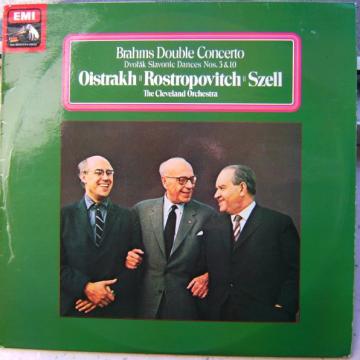 EMI
Brahms Double Concerto
Dvořák Slavonic Dances Nos. 3 & 10
Oistrakh Rostropovitch Szell
The Cleveland Orchestra